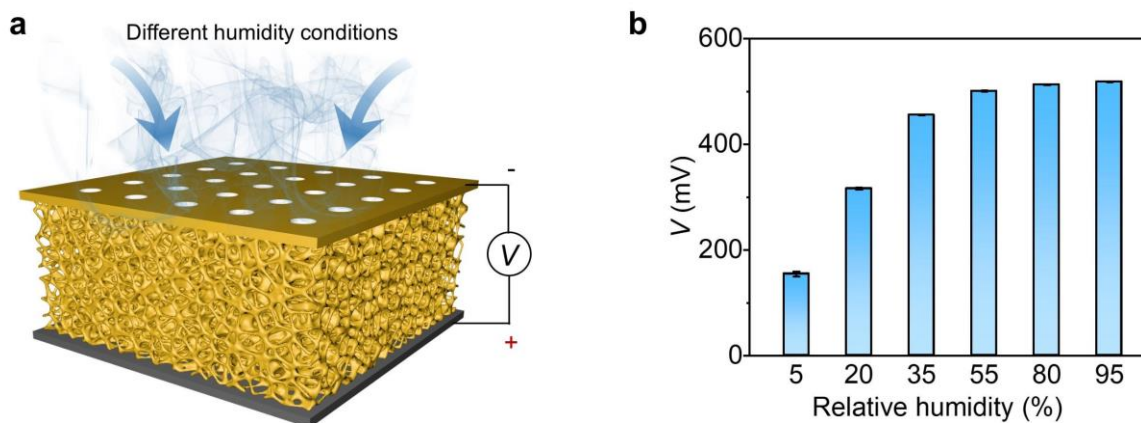 a
Different humidity conditions
-
V
+
b
600
400
200
0
V (mV)
5 20 35 55 80 95
Relative humidity (%)